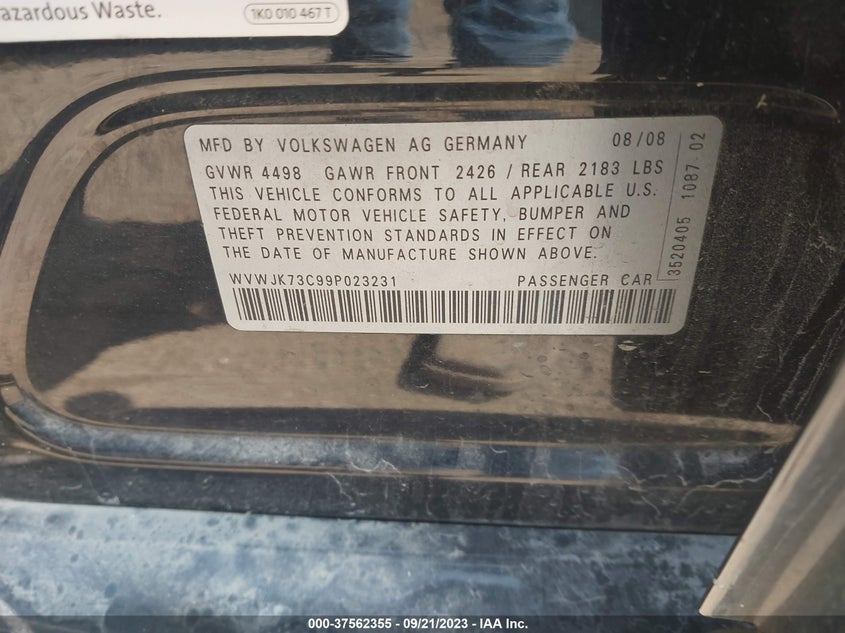 azardous Waste.
1K0 010 467 T
MFD BY VOLKSWAGEN AG GERMANY 08/08
GVWR 4498 GAWR FRONT 2426 / REAR 2183 LBS
THIS VEHICLE CONFORMS TO ALL APPLICABLE U.S.
FEDERAL MOTOR VEHICLE SAFETY, BUMPER AND
THEFT PREVENTION STANDARDS IN EFFECT ON
THE DATE OF MANUFACTURE SHOWN ABOVE.
WVWJK73C99P023231 PASSENGER CAR
3520405 1087.02
000-37562355 / 09/21/2023 - IAA Inc.